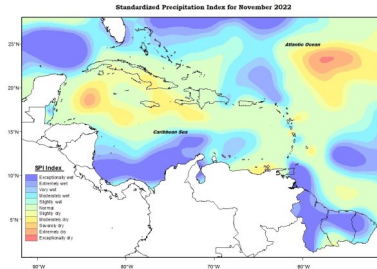 Standardized Precipitation Index for November 2022
25°N
Atlantic Ocean
20°N
15°N
Caribbean Sea
SPI Index
Exceptionally wet
Extremely wet
Very wet
Moderately wet
Slightly wet
Normal
Slightly dry
Moderately dry
Severely dry
Extremely dry
Exceptionally dry
10°N
5°N
90°W
80°W
70°W
60°W